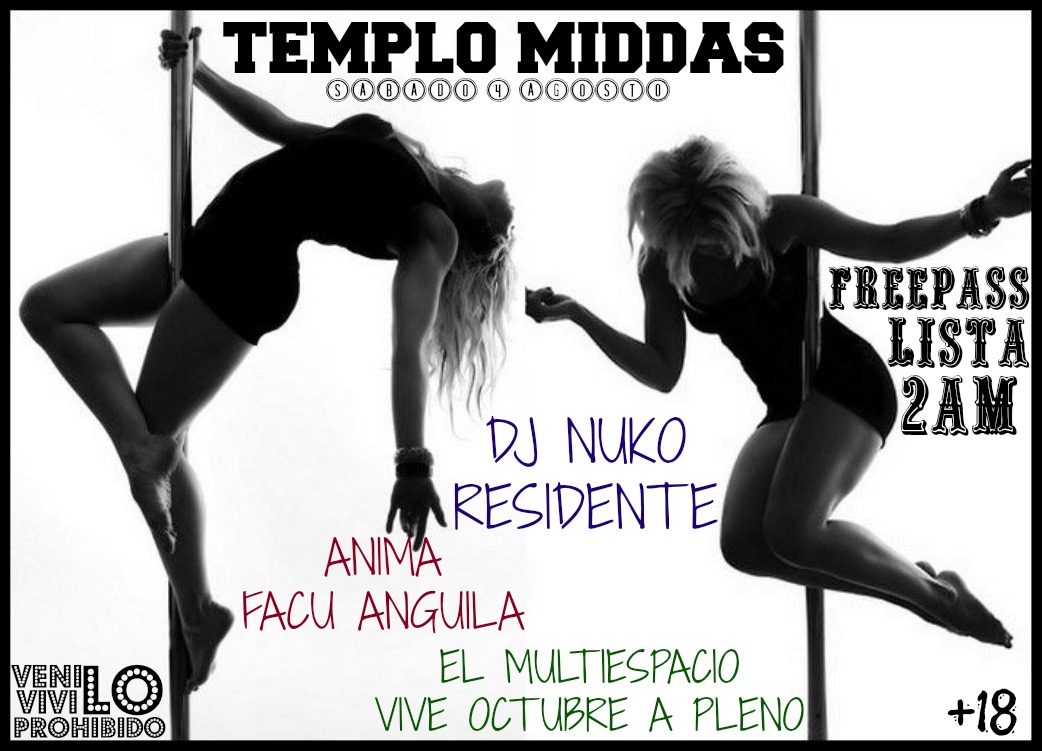 TEMPLO MIDDAS
SABADO 4 AGOSTO
FREEPASS
LISTA
2AM
DJ NUKO
RESIDENTE
ANIMA
FACU ANGUILA
EL MULTIESPACIO
VIVE OCTUBRE A PLENO
VENI
VIVI LO
PROHIBIDO
+18